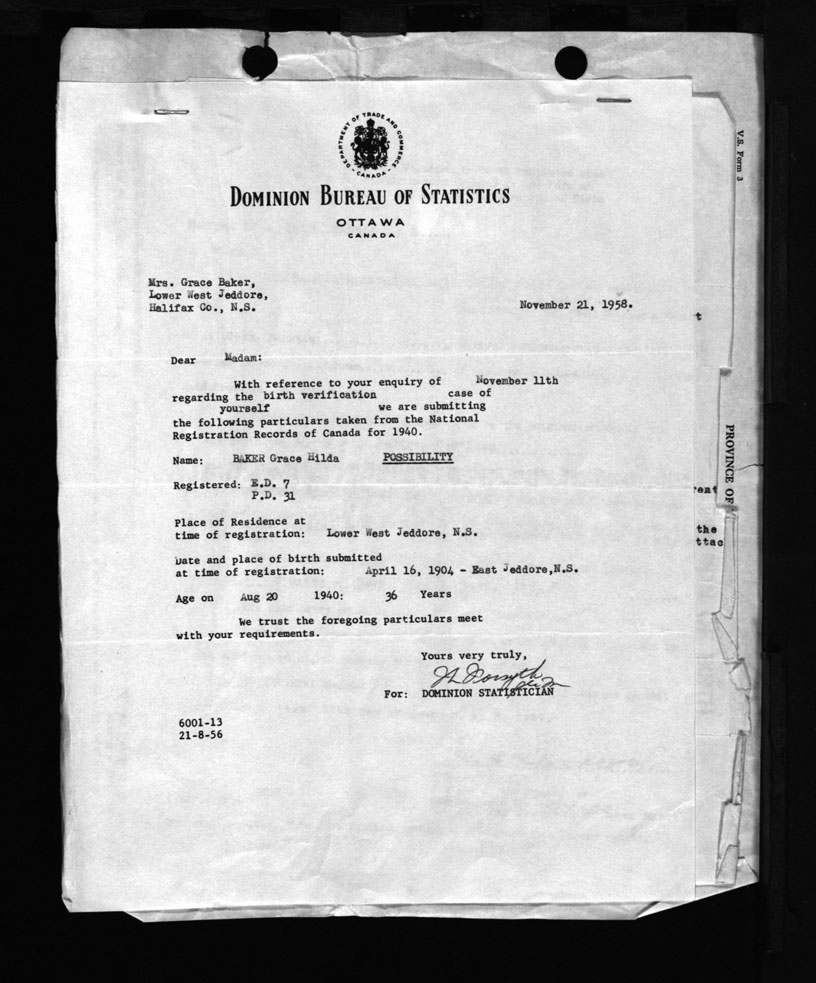 DEPARTMENT OF TRADE AND COMMERCE
- CANADA -
DOMINION BUREAU OF STATISTICS
OTTAWA
CANADA
Mrs. Grace Baker,
Lower West Jeddore,
Halifax Co., N.S.
November 21, 1958.
Dear Madam:
With reference to your enquiry of November 11th
regarding the birth verification case of
yourself we are submitting
the following particulars taken from the National
Registration Records of Canada for 1940.
Name: BAKER Grace Hilda POSSIBILITY
Registered: E.D. 7
P.D. 31
Place of Residence at
time of registration: Lower West Jeddore, N.S.
Date and place of birth submitted
at time of registration: April 16, 1904 - East Jeddore,N.S.
Age on Aug 20 1940: 36 Years
We trust the foregoing particulars meet
with your requirements.
Yours very truly,
For: DOMINION STATISTICIAN
6001-13
21-8-56
V.S. Form 3
PROVINCE OF
the